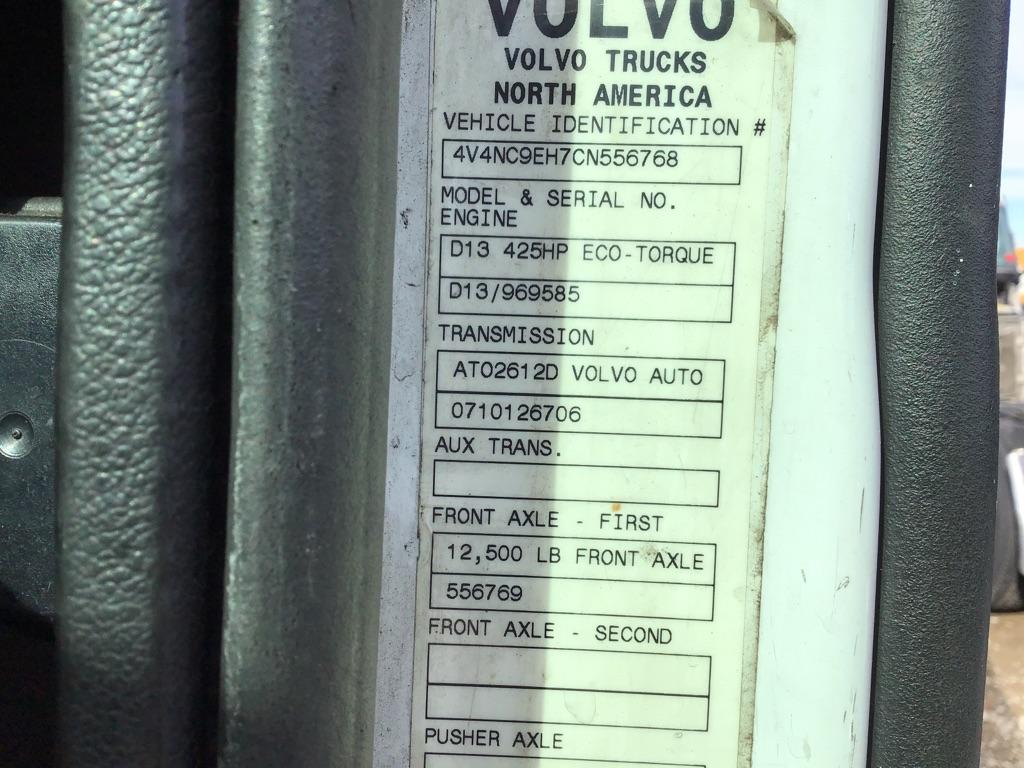 VOLVO
VOLVO TRUCKS
NORTH AMERICA
VEHICLE IDENTIFICATION #
4V4NC9EH7CN556768
MODEL & SERIAL NO.
ENGINE
D13 425HP ECO-TORQUE
D13/969585
TRANSMISSION
ATO2612D VOLVO AUTO
0710126706
AUX TRANS.
FRONT AXLE - FIRST
12,500 LB FRONT AXLE
556769
FRONT AXLE - SECOND
PUSHER AXLE